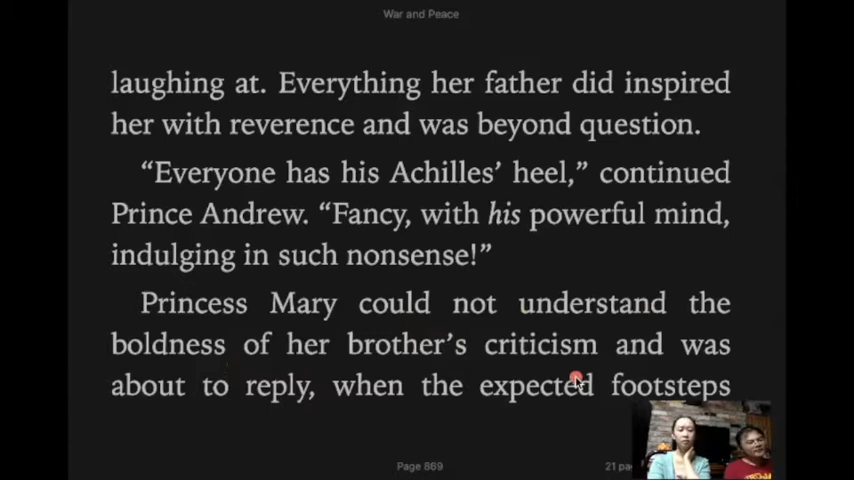 War and Peace
laughing at. Everything her father did inspired
her with reverence and was beyond question.
“Everyone has his Achilles’ heel,” continued
Prince Andrew. “Fancy, with his powerful mind,
indulging in such nonsense!”
Princess Mary could not understand the
boldness of her brother’s criticism and was
about to reply, when the expected footsteps
Page 869
21